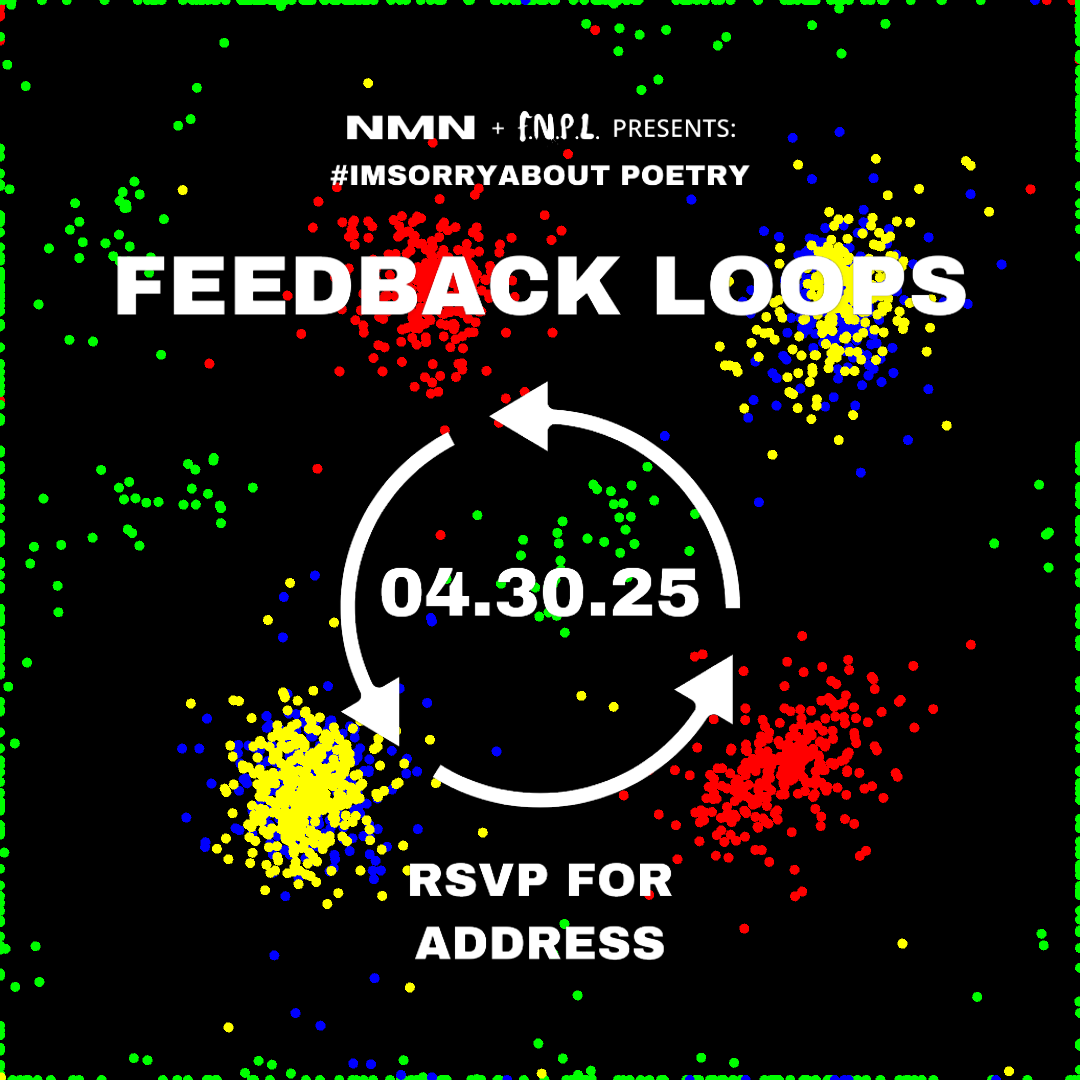 NMN + F.N.P.L. PRESENTS:
#IMSORRYABOUT POETRY
FEEDBACK LOOPS
04.30.25
RSVP FOR
ADDRESS